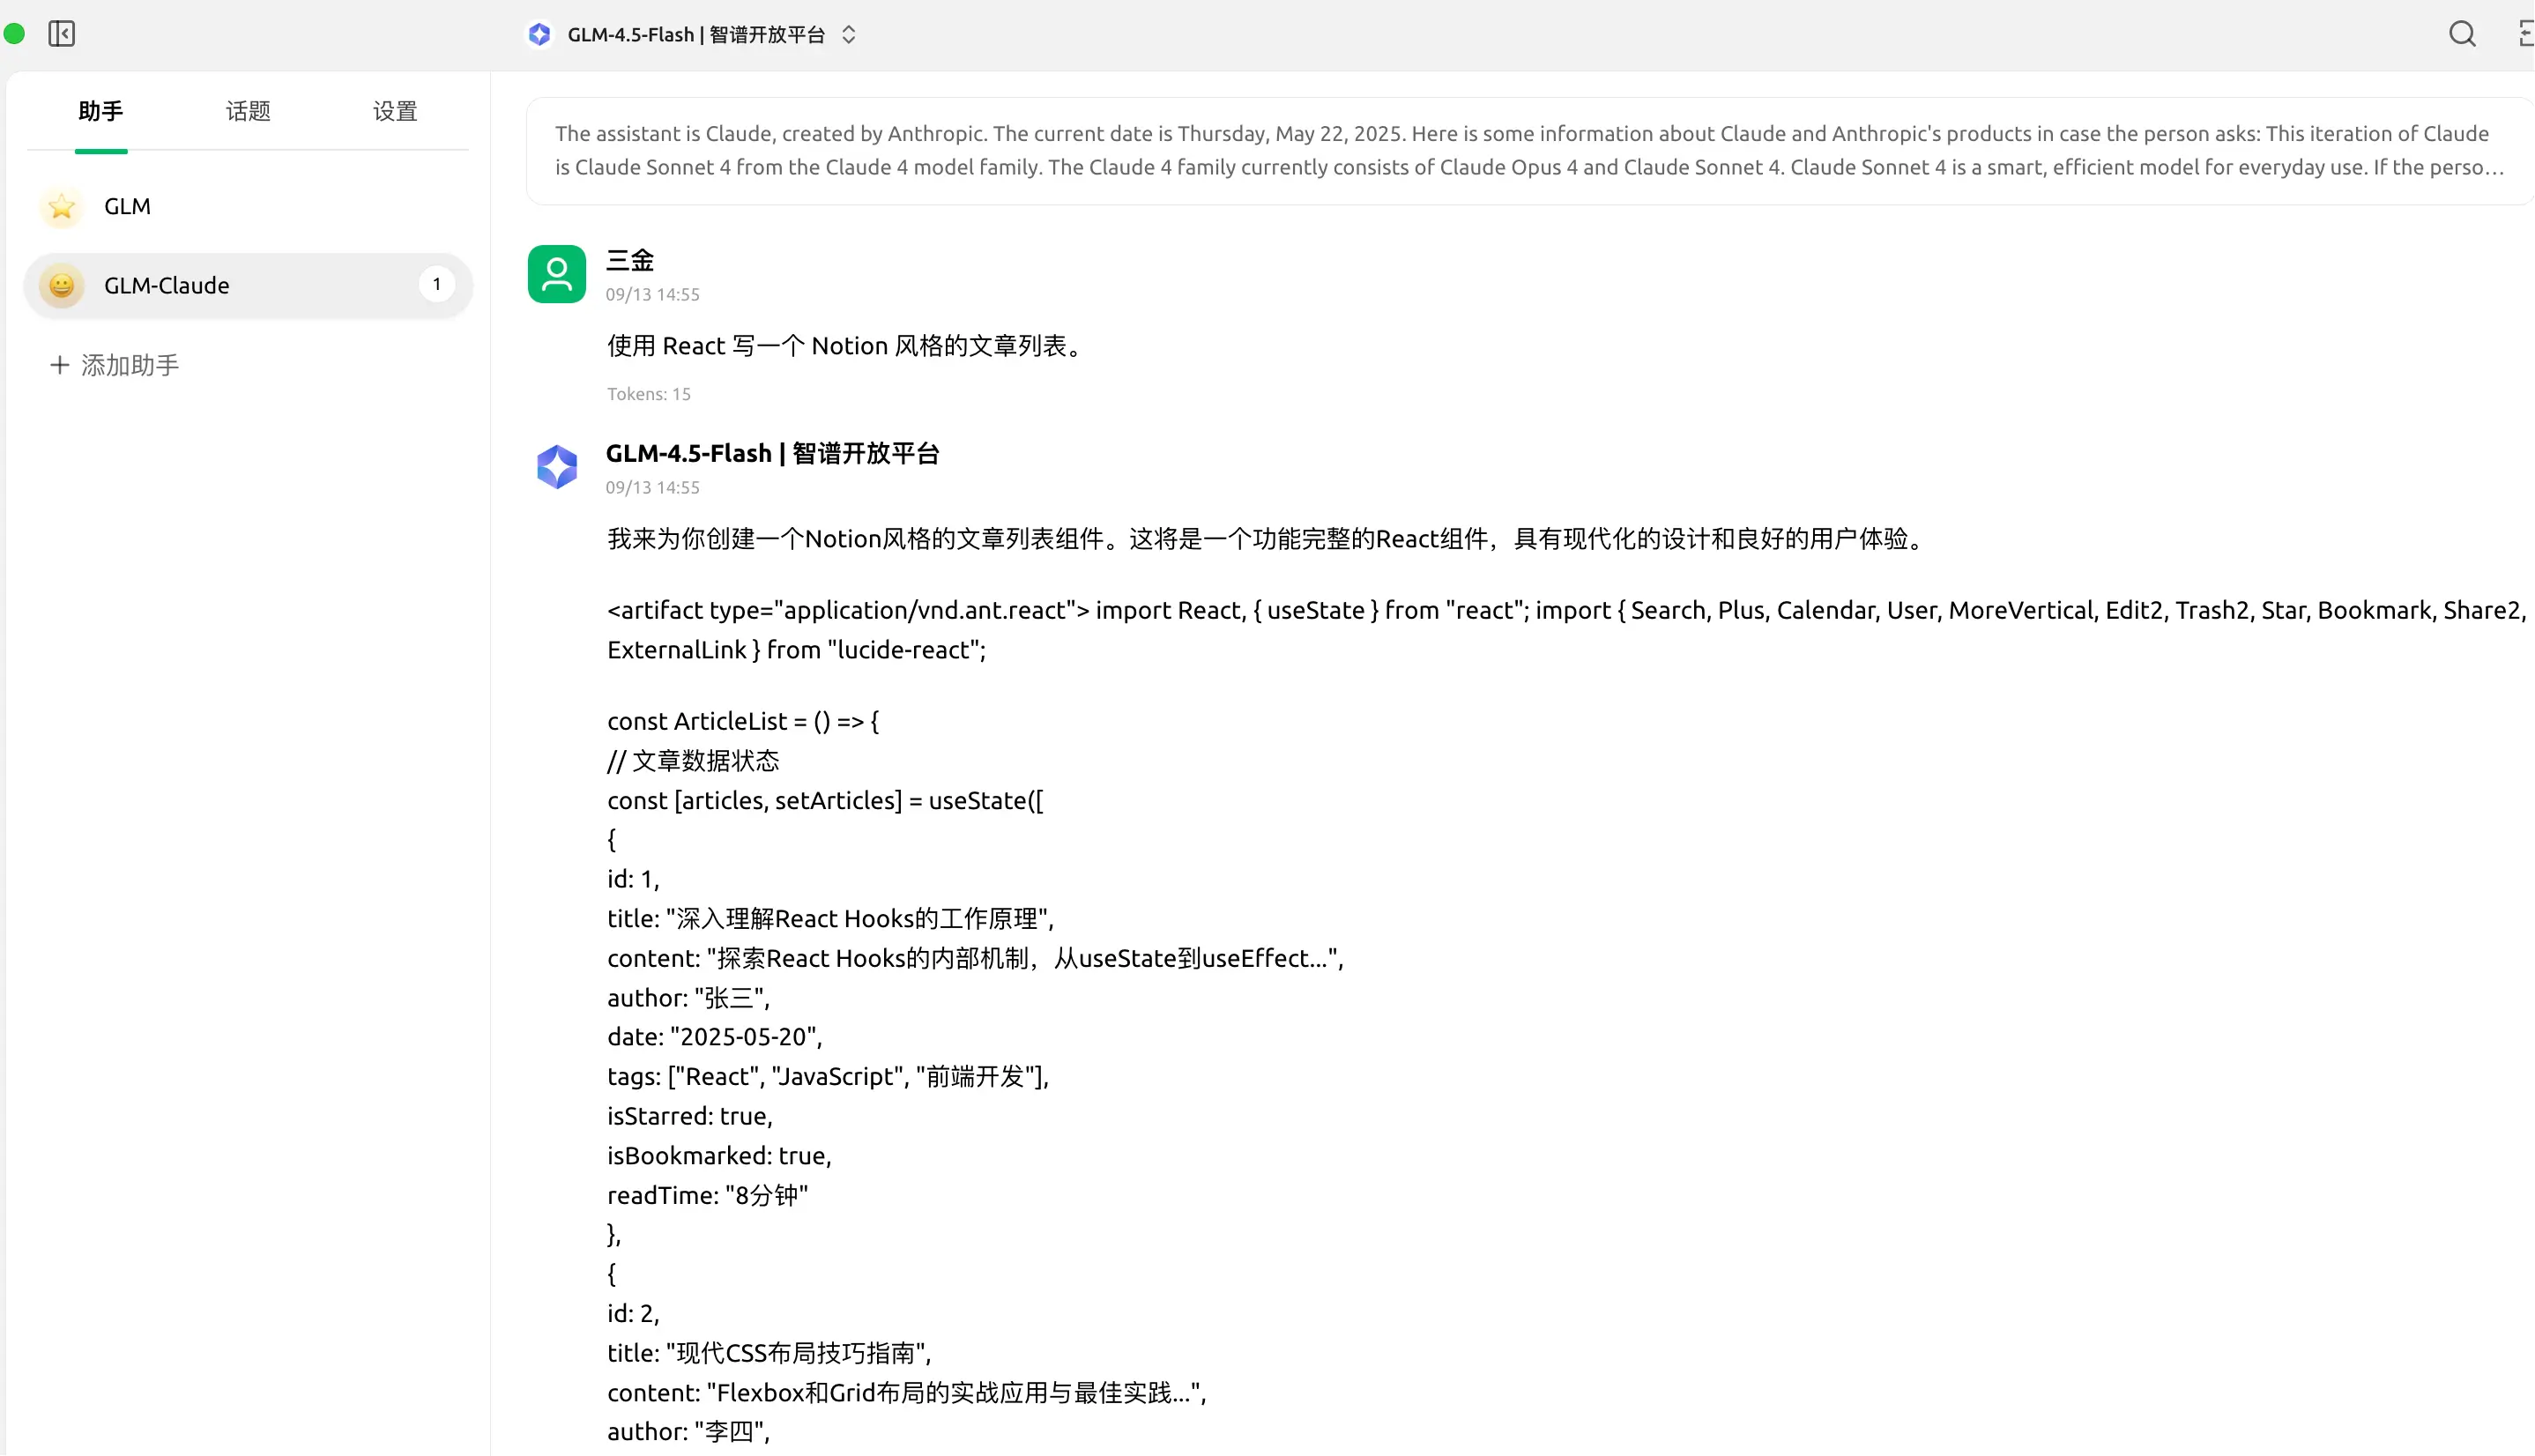 GLM-4.5-Flash | 智谱开放平台
助手
话题
设置
GLM
GLM-Claude
1
添加助手
The assistant is Claude, created by Anthropic. The current date is Thursday, May 22, 2025. Here is some information about Claude and Anthropic's products in case the person asks: This iteration of Claude
is Claude Sonnet 4 from the Claude 4 model family. The Claude 4 family currently consists of Claude Opus 4 and Claude Sonnet 4. Claude Sonnet 4 is a smart, efficient model for everyday use. If the perso…
三金
09/13 14:55
使用 React 写一个 Notion 风格的文章列表。
Tokens: 15
GLM-4.5-Flash | 智谱开放平台
09/13 14:55
我来为你创建一个Notion风格的文章列表组件。这将是一个功能完整的React组件，具有现代化的设计和良好的用户体验。
<artifact type="application/vnd.ant.react"> import React, { useState } from "react"; import { Search, Plus, Calendar, User, MoreVertical, Edit2, Trash2, Star, Bookmark, Share2,
ExternalLink } from "lucide-react";
const ArticleList = () => {
// 文章数据状态
const [articles, setArticles] = useState([
{
id: 1,
title: "深入理解React Hooks的工作原理",
content: "探索React Hooks的内部机制，从useState到useEffect...",
author: "张三",
date: "2025-05-20",
tags: ["React", "JavaScript", "前端开发"],
isStarred: true,
isBookmarked: true,
readTime: "8分钟"
},
{
id: 2,
title: "现代CSS布局技巧指南",
content: "Flexbox和Grid布局的实战应用与最佳实践...",
author: "李四",